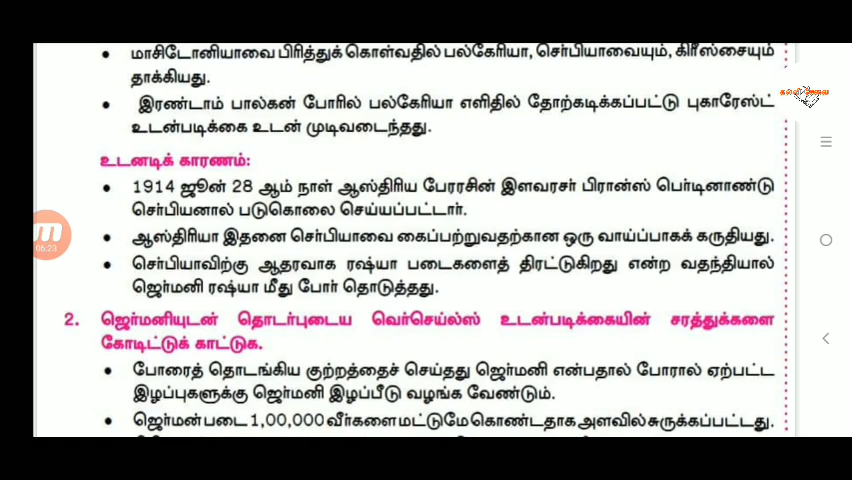 மாசிடோனியாவை பிரித்துக் கொள்வதில் பல்கேரியா, செர்பியாவையும், கிரீஸ்சையும்
தாக்கியது.
இரண்டாம் பால்கன் போரில் பல்கேரியா எளிதில் தோற்கடிக்கப்பட்டு புகாரேஸ்ட்
உடன்படிக்கை உடன் முடிவடைந்தது.
உடனடிக் காரணம்:
1914 ஜூன் 28 ஆம் நாள் ஆஸ்திரிய பேரரசின் இளவரசர் பிரான்ஸ் பெர்டினாண்டு
செர்பியனால் படுகொலை செய்யப்பட்டார்.
ஆஸ்திரியா இதனை செர்பியாவை கைப்பற்றுவதற்கான ஒரு வாய்ப்பாகக் கருதியது.
செர்பியாவிற்கு ஆதரவாக ரஷ்யா படைகளைத் திரட்டுகிறது என்ற வதந்தியால்
ஜெர்மனி ரஷ்யா மீது போர் தொடுத்தது.
2. ஜெர்மனியுடன் தொடர்புடைய வெர்செய்ல்ஸ் உடன்படிக்கையின் சரத்துக்களை
கோடிட்டுக் காட்டுக.
போரைத் தொடங்கிய குற்றத்தைச் செய்தது ஜெர்மனி என்பதால் போரால் ஏற்பட்ட
இழப்புகளுக்கு ஜெர்மனி இழப்பீடு வழங்க வேண்டும்.
ஜெர்மன் படை 1,00,000 வீரர்களை மட்டுமே கொண்டதாக அளவில் சுருக்கப்பட்டது.
06:23